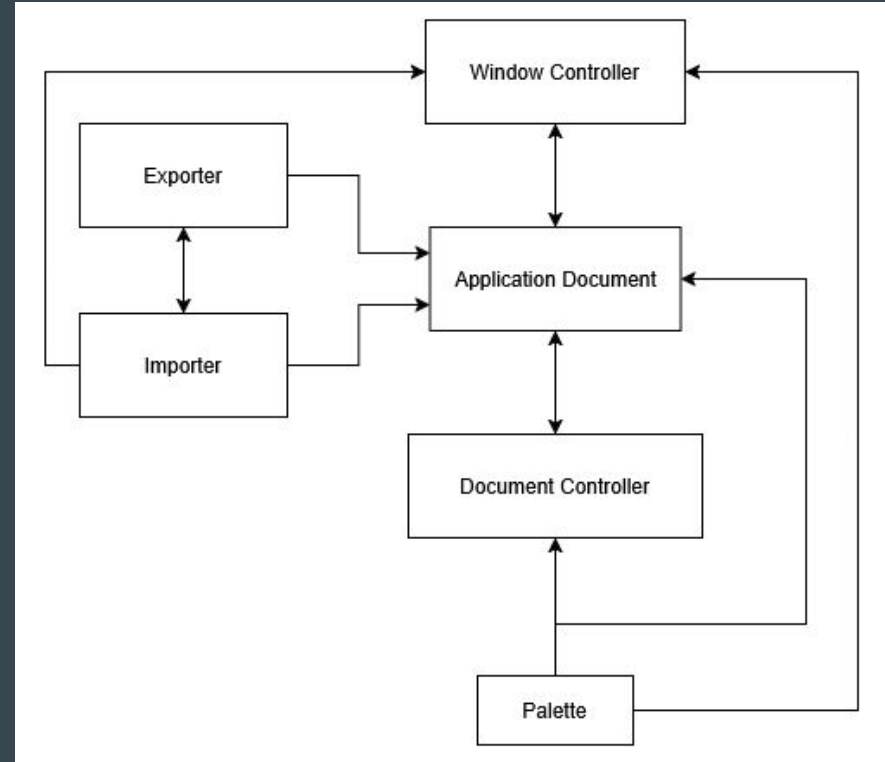 Window Controller
Exporter
Application Document
Importer
Document Controller
Palette